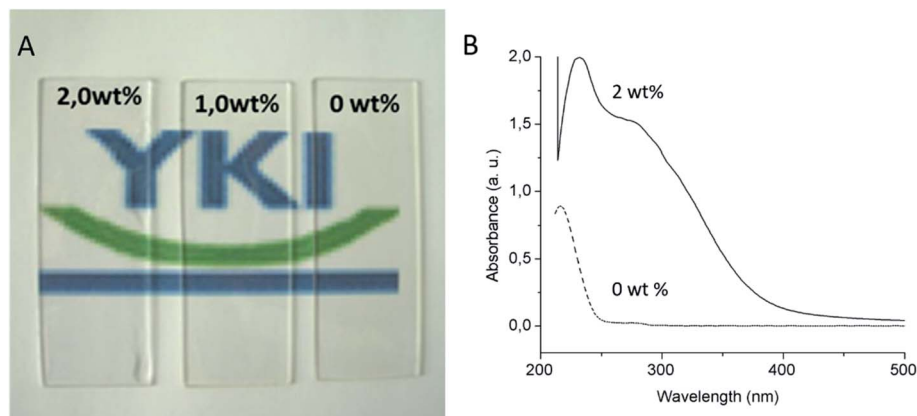 A
2,0wt% 1,0wt% 0 wt%
YKI
B
2,0
1,5
1,0
0,5
0,0
Absorbance (a. u.)
2 wt%
0 wt %
200 300 400 500
Wavelength (nm)